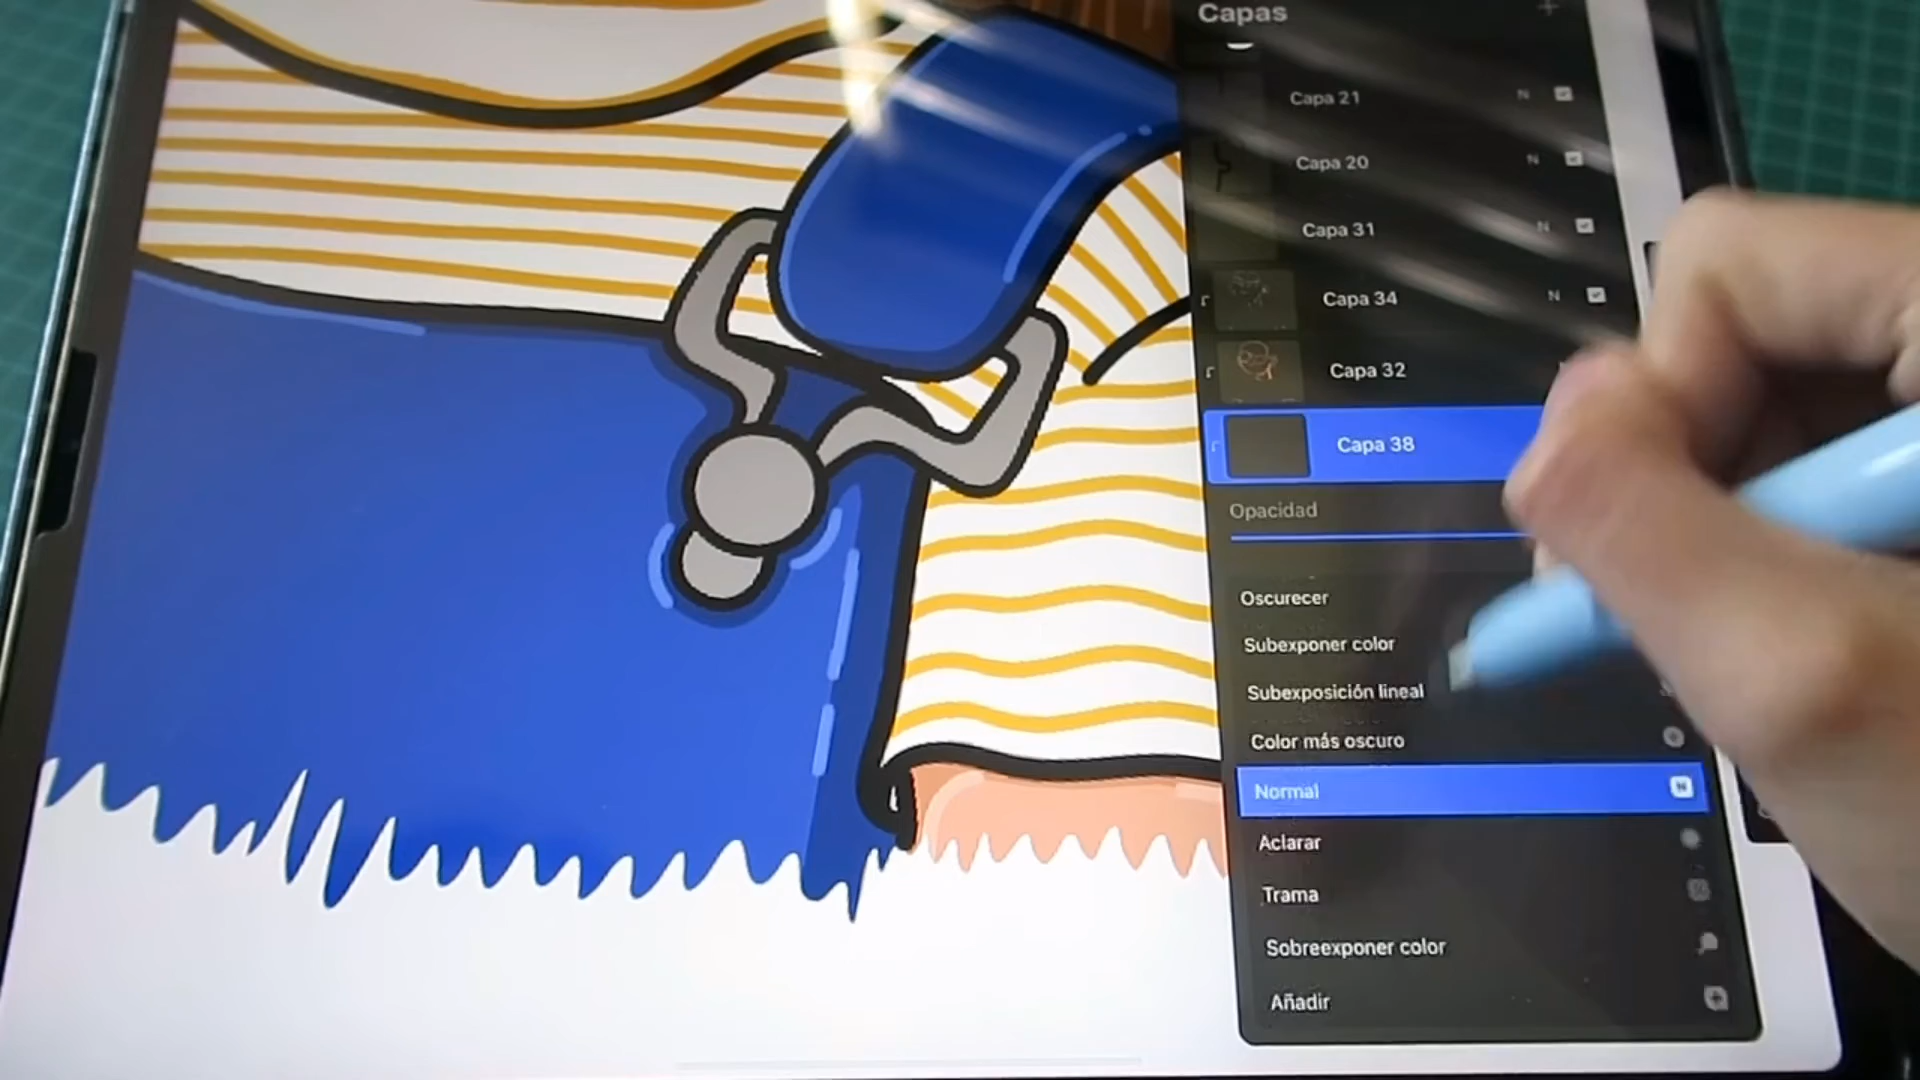 Capas
Capa 21 N
Capa 20 N
Capa 31 N
Capa 34 N
Capa 32
Capa 38
Opacidad
Oscurecer
Subexponer color
Subexposición lineal
Color más oscuro
Normal N
Aclarar
Trama
Sobreexponer color
Añadir